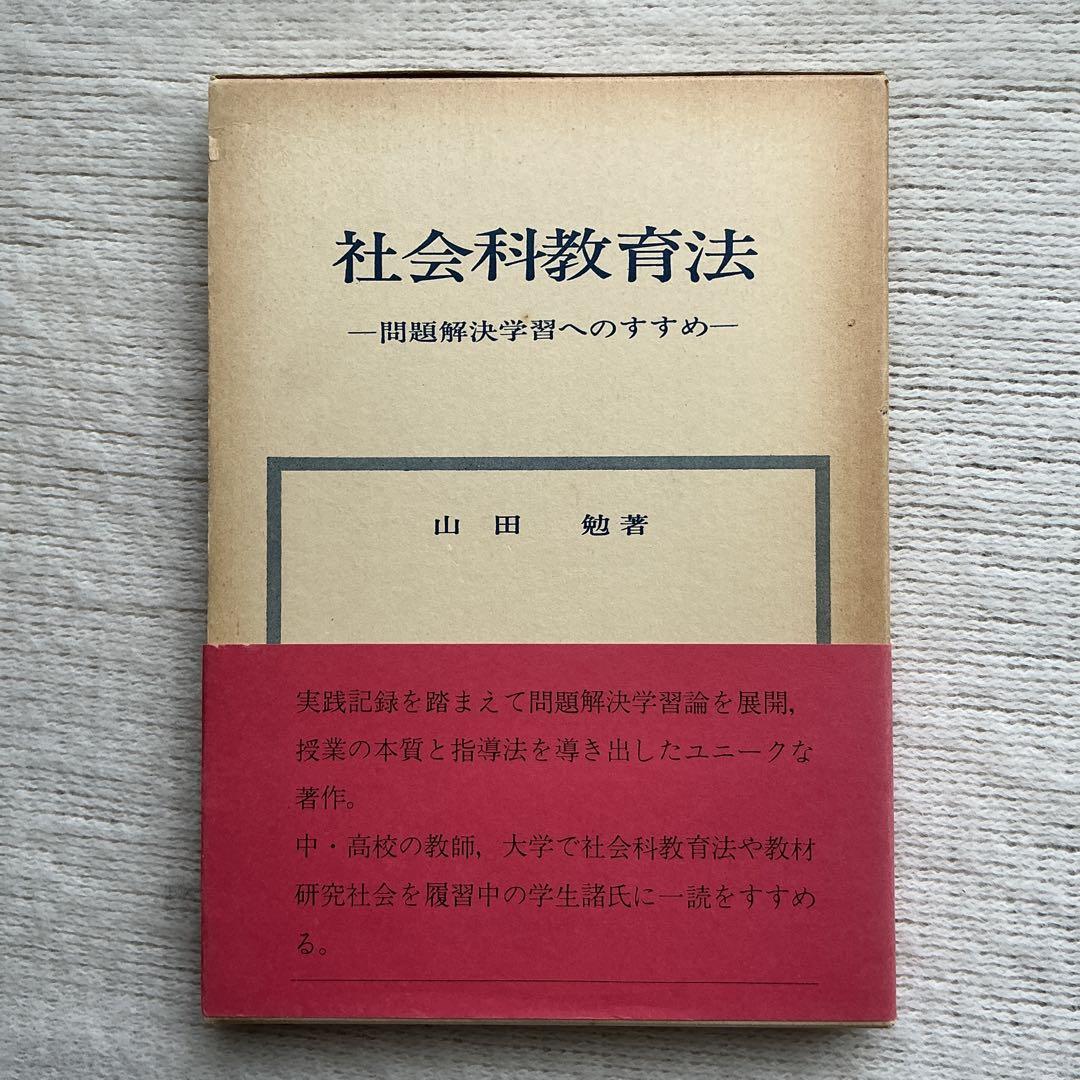 社会科教育法
―問題解決学習へのすすめ―
山田 勉著
実践記録を踏まえて問題解決学習論を展開,
授業の本質と指導法を導き出したユニークな
著作。
中・高校の教師, 大学で社会科教育法や教材
研究社会を履習中の学生諸氏に一読をすすめ
る。